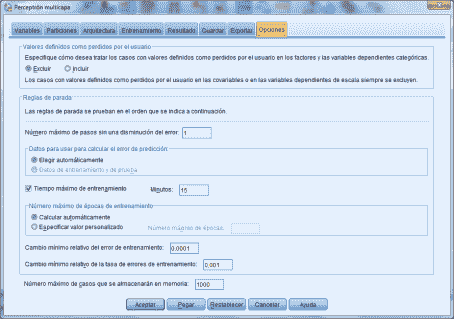 Perceptrón multicapa
Variables Particiones Arquitectura Entrenamiento Resultado Guardar Exportar Opciones
Valores definidos como perdidos por el usuario
Especifique cómo desea tratar los casos con valores definidos como perdidos por el usuario en los factores y las variables dependientes categóricas.
Excluir Incluir
Los casos con valores definidos como perdidos por el usuario en las covariables o en las variables dependientes de escala siempre se excluyen.
Reglas de parada
Las reglas de parada se prueban en el orden que se indica a continuación.
Número máximo de pasos sin una disminución del error: 1
Datos para usar para calcular el error de predicción
Elegir automáticamente
Datos de entrenamiento y de prueba
Tiempo máximo de entrenamiento Minutos: 15
Número máximo de épocas de entrenamiento
Calcular automáticamente
Especificar valor personalizado Número máximo de épocas:
Cambio mínimo relativo del error de entrenamiento: 0,0001
Cambio mínimo relativo de la tasa de errores de entrenamiento: 0,001
Número máximo de casos que se almacenarán en memoria: 1000
Aceptar Pegar Restablecer Cancelar Ayuda